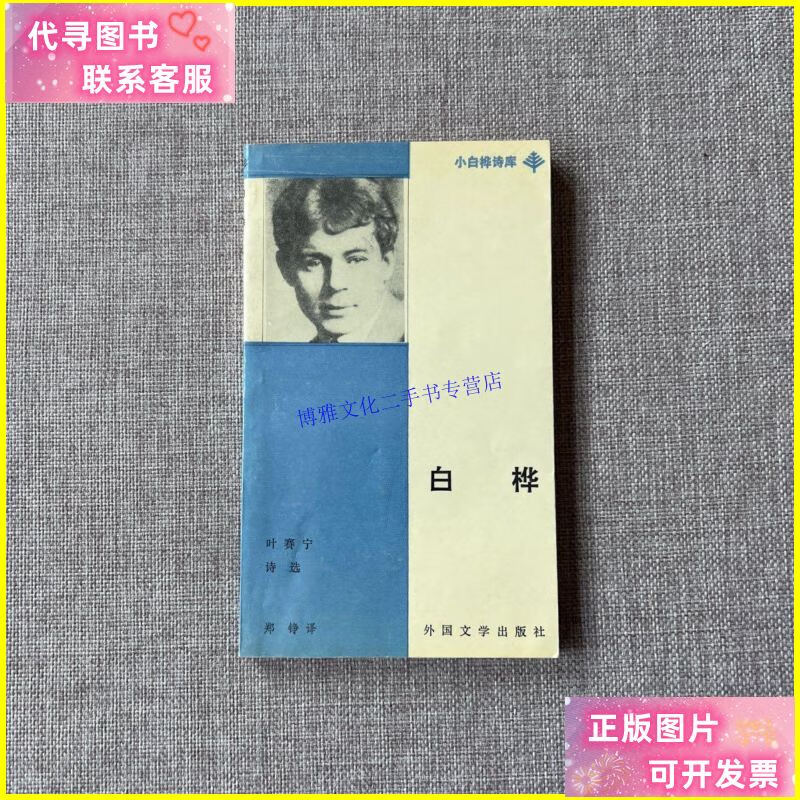 代寻图书
联系客服
小白桦诗库
博雅文化二手书专营店
白桦
叶赛宁
诗选
郑铮译
外国文学出版社
正版图片
可开发票